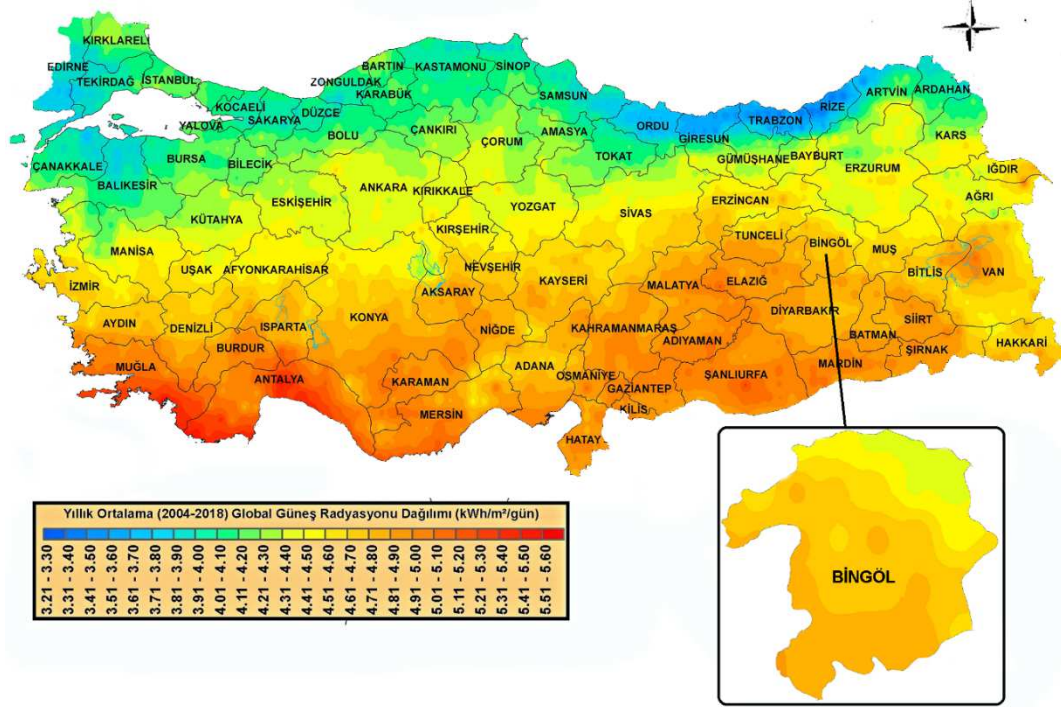 KIRKLARELİ
EDİRNE
TEKİRDAĞ
İSTANBUL
KOCAELİ
YALOVA
SAKARYA
DÜZCE
ZONGULDAK
BARTIN
KARABÜK
KASTAMONU
SİNOP
SAMSUN
ORDU
GİRESUN
TRABZON
RİZE
ARTVİN
ARDAHAN
ÇANAKKALE
BALIKESİR
BURSA
BİLECİK
BOLU
ÇANKIRI
ÇORUM
AMASYA
TOKAT
GÜMÜŞHANE
BAYBURT
ERZURUM
KARS
IĞDIR
AĞRI
KÜTAHYA
ESKİŞEHİR
ANKARA
KIRIKKALE
YOZGAT
SİVAS
ERZİNCAN
TUNCELİ
BİNGÖL
MUŞ
BİTLİS
VAN
MANİSA
UŞAK
AFYONKARAHİSAR
KIRŞEHİR
NEVŞEHİR
KAYSERİ
MALATYA
ELAZIĞ
DİYARBAKIR
BATMAN
SİİRT
İZMİR
AYDIN
DENİZLİ
ISPARTA
KONYA
AKSARAY
NİĞDE
KAHRAMANMARAŞ
ADIYAMAN
MARDİN
ŞIRNAK
HAKKARİ
MUĞLA
BURDUR
ANTALYA
KARAMAN
MERSİN
ADANA
OSMANİYE
GAZİANTEP
KİLİS
ŞANLIURFA
HATAY
Yıllık Ortalama (2004-2018) Global Güneş Radyasyonu Dağılımı (kWh/m²/gün)
3.21 - 3.30
3.31 - 3.40
3.41 - 3.50
3.51 - 3.60
3.61 - 3.70
3.71 - 3.80
3.81 - 3.90
3.91 - 4.00
4.01 - 4.10
4.11 - 4.20
4.21 - 4.30
4.31 - 4.40
4.41 - 4.50
4.51 - 4.60
4.61 - 4.70
4.71 - 4.80
4.81 - 4.90
4.91 - 5.00
5.01 - 5.10
5.11 - 5.20
5.21 - 5.30
5.31 - 5.40
5.41 - 5.50
5.51 - 5.60
BİNGÖL